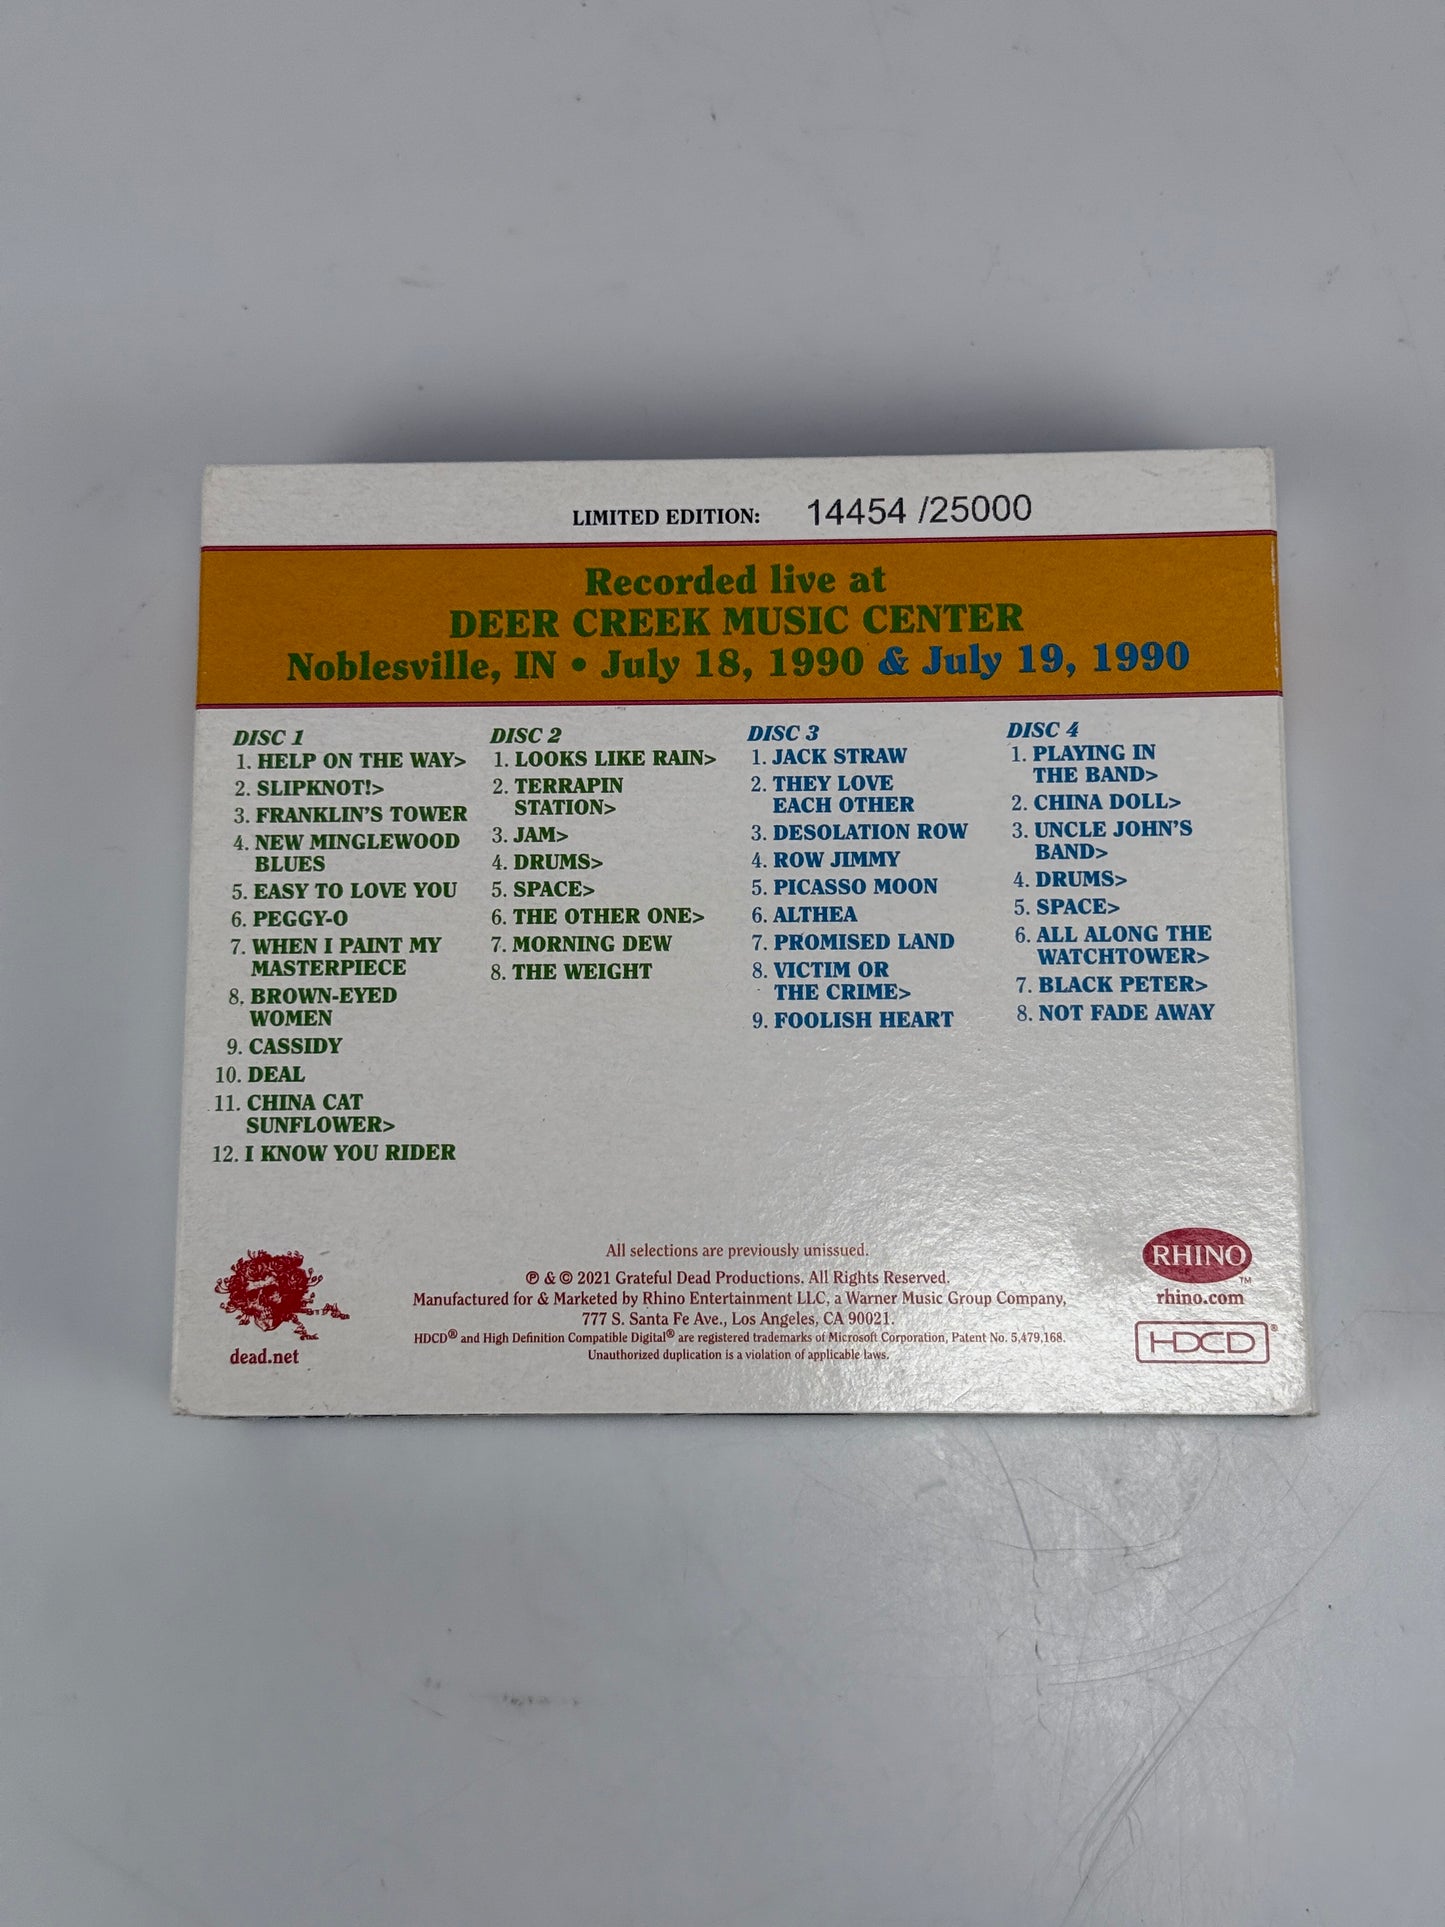 LIMITED EDITION: 14454 /25000
Recorded live at
DEER CREEK MUSIC CENTER
Noblesville, IN • July 18, 1990 & July 19, 1990
DISC 1
1. HELP ON THE WAY>
2. SLIPKNOT!>
3. FRANKLIN'S TOWER
4. NEW MINGLEWOOD
BLUES
5. EASY TO LOVE YOU
6. PEGGY-O
7. WHEN I PAINT MY
MASTERPIECE
8. BROWN-EYED
WOMEN
9. CASSIDY
10. DEAL
11. CHINA CAT
SUNFLOWER>
12. I KNOW YOU RIDER
DISC 2
1. LOOKS LIKE RAIN>
2. TERRAPIN
STATION>
3. JAM>
4. DRUMS>
5. SPACE>
6. THE OTHER ONE>
7. MORNING DEW
8. THE WEIGHT
DISC 3
1. JACK STRAW
2. THEY LOVE
EACH OTHER
3. DESOLATION ROW
4. ROW JIMMY
5. PICASSO MOON
6. ALTHEA
7. PROMISED LAND
8. VICTIM OR
THE CRIME>
9. FOOLISH HEART
DISC 4
1. PLAYING IN
THE BAND>
2. CHINA DOLL>
3. UNCLE JOHN'S
BAND>
4. DRUMS>
5. SPACE>
6. ALL ALONG THE
WATCHTOWER>
7. BLACK PETER>
8. NOT FADE AWAY
All selections are previously unissued.
℗ & © 2021 Grateful Dead Productions. All Rights Reserved.
Manufactured for & Marketed by Rhino Entertainment LLC, a Warner Music Group Company,
777 S. Santa Fe Ave., Los Angeles, CA 90021.
HDCD® and High Definition Compatible Digital® are registered trademarks of Microsoft Corporation, Patent No. 5,479,168.
Unauthorized duplication is a violation of applicable laws.
dead.net
RHINO™
rhino.com
HDCD®